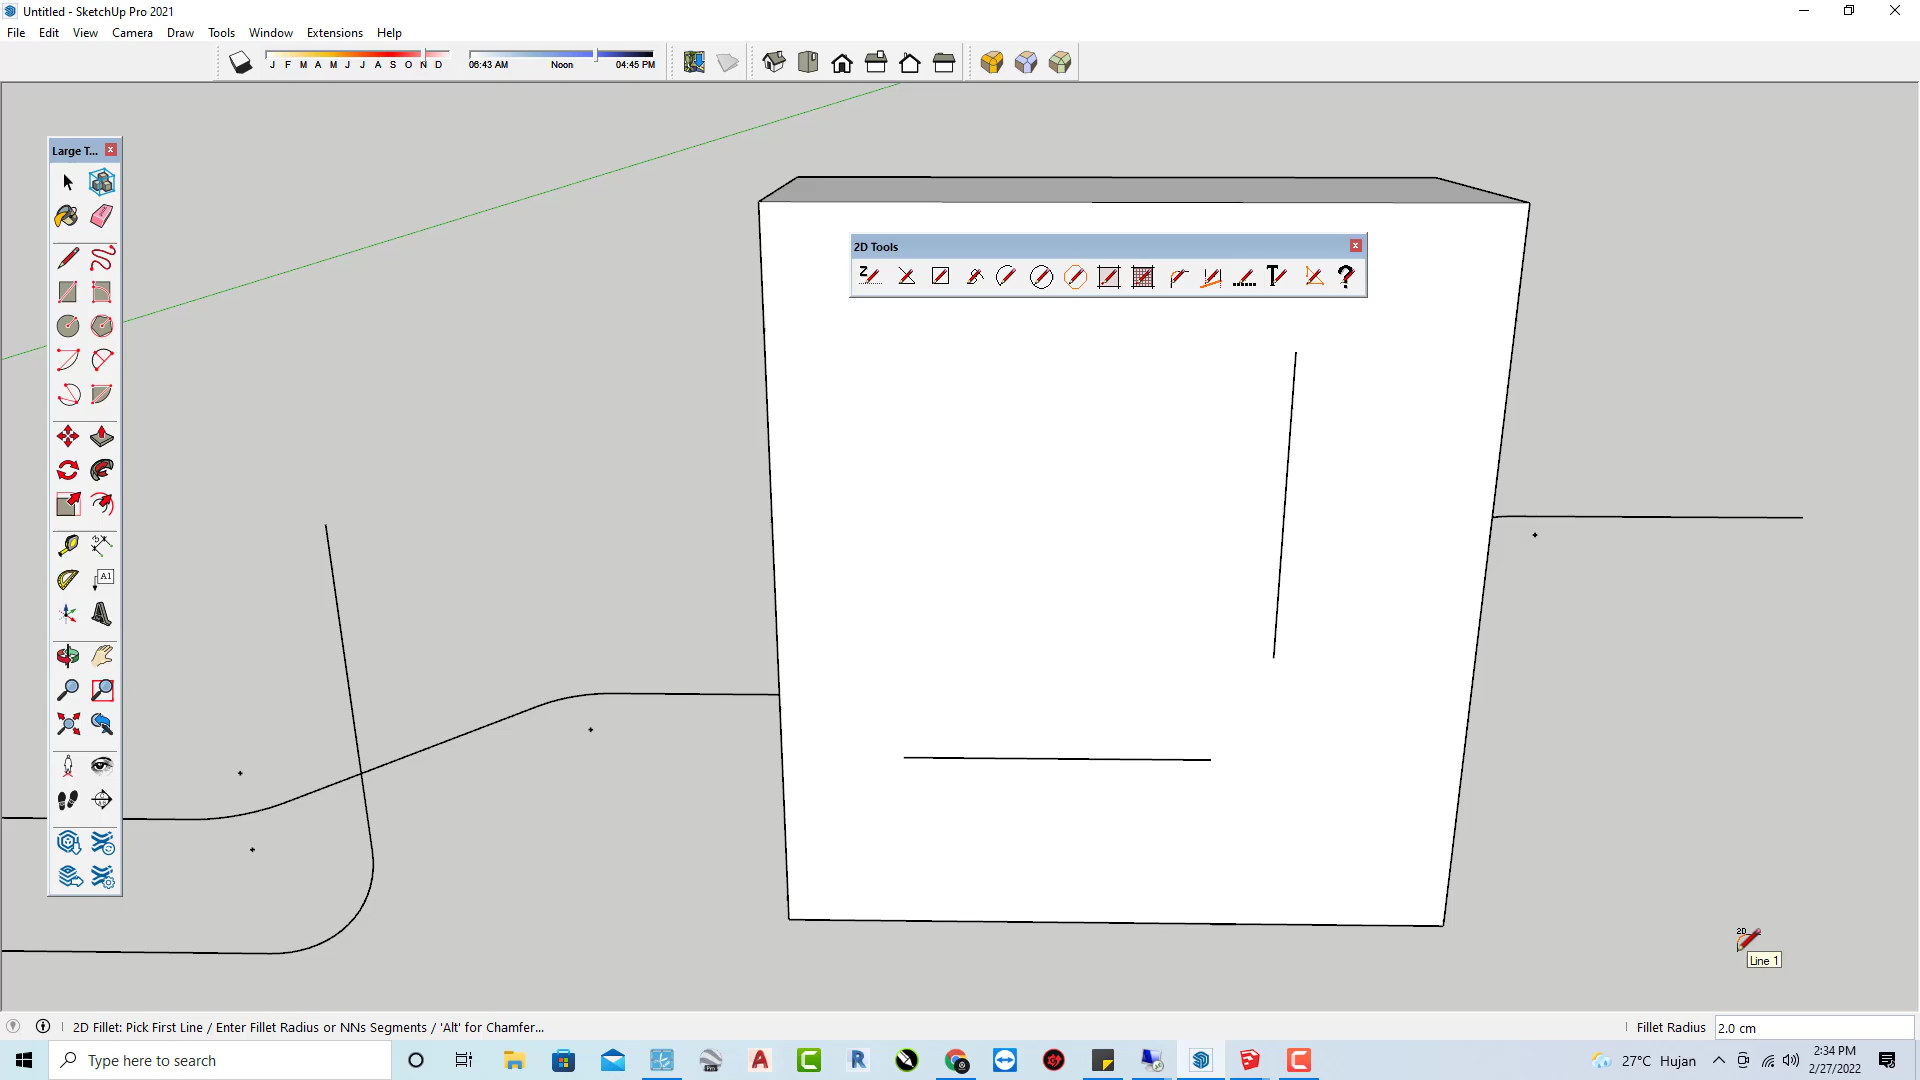 Untitled - SketchUp Pro 2021
File Edit View Camera Draw Tools Window Extensions Help
J F M A M J J A S O N D
06:43 AM Noon 04:45 PM
Large T...
2D Tools
A1
2D
Line 1
2D Fillet: Pick First Line / Enter Fillet Radius or NNs Segments / 'Alt' for Chamfer...
Fillet Radius 2.0 cm
Type here to search
27°C Hujan
2:34 PM
2/27/2022